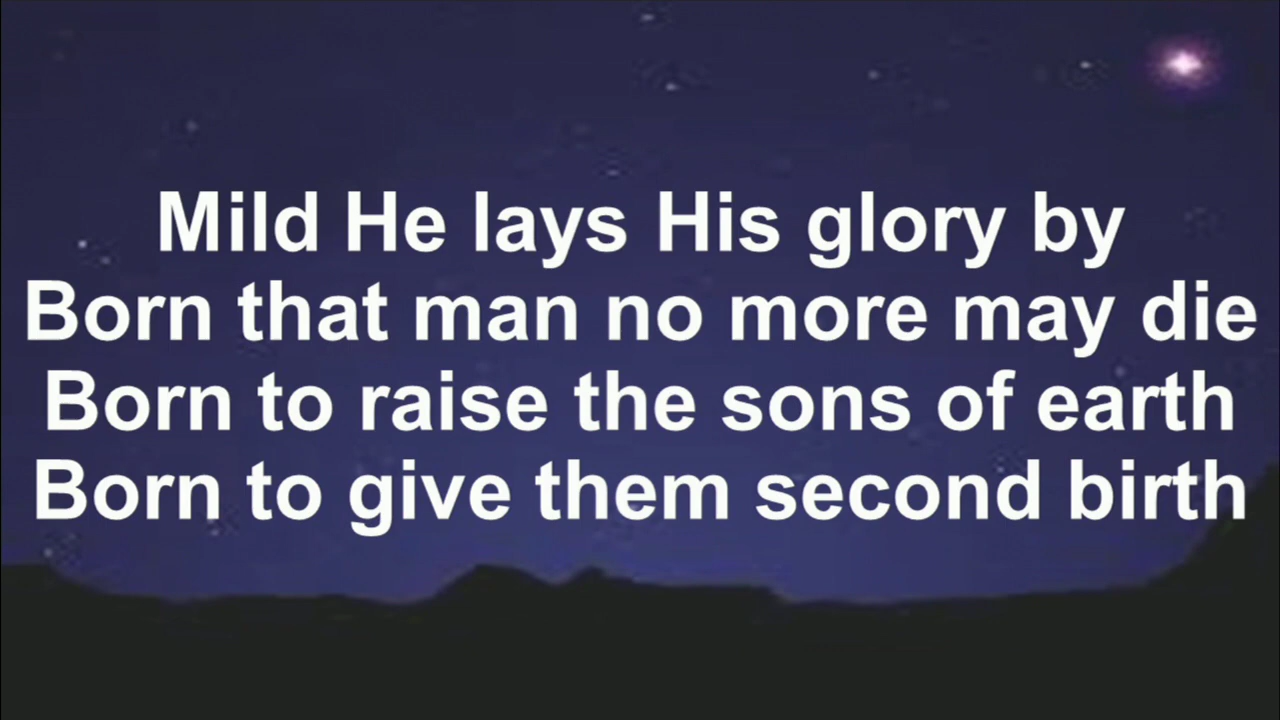 Mild He lays His glory by
Born that man no more may die
Born to raise the sons of earth
Born to give them second birth